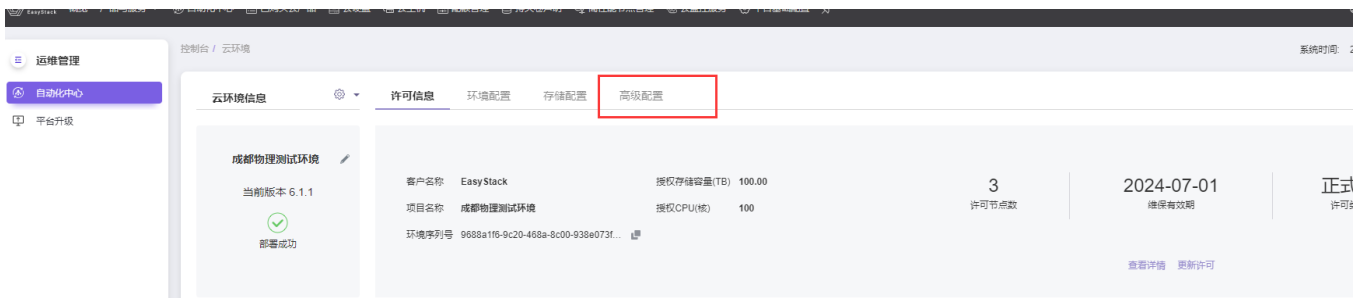 EasyStack
控制台 / 云环境
系统时间: 2
运维管理
自动化中心
平台升级
云环境信息
许可信息 环境配置 存储配置 高级配置
成都物理测试环境
当前版本 6.1.1
部署成功
客户名称 EasyStack 授权存储容量(TB) 100.00
项目名称 成都物理测试环境 授权CPU(核) 100
环境序列号 9688a1f6-9c20-468a-8c00-938e073f...
3
许可节点数
2024-07-01
维保有效期
正式
许可
查看详情 更新许可